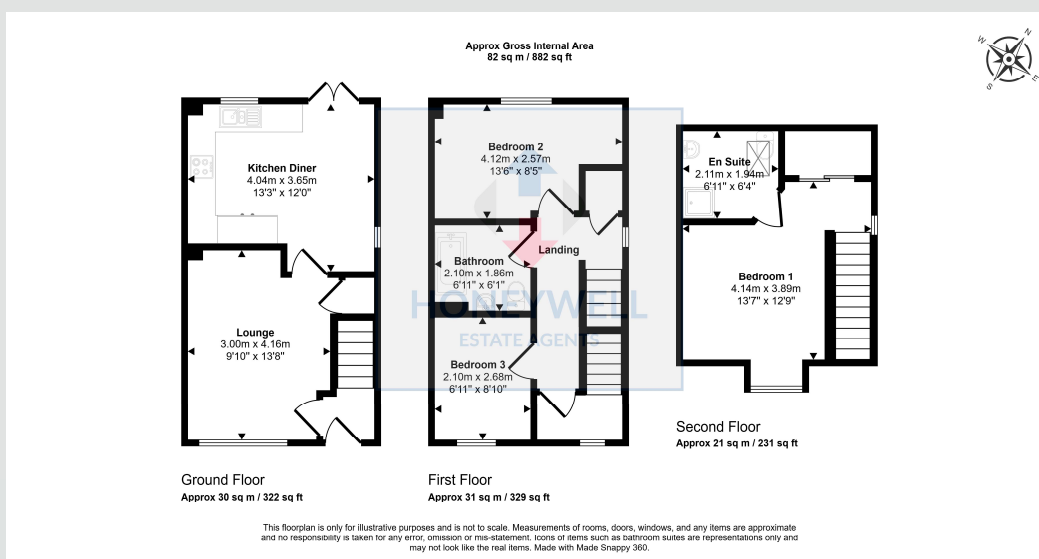 Approx Gross Internal Area
82 sq m / 882 sq ft
N
W
E
S
Kitchen Diner
4.04m x 3.65m
13'3" x 12'0"
Lounge
3.00m x 4.16m
9'10" x 13'8"
Ground Floor
Approx 30 sq m / 322 sq ft
Bedroom 2
4.12m x 2.57m
13'6" x 8'5"
Landing
Bathroom
2.10m x 1.86m
6'11" x 6'1"
HONEYWELL
ESTATE AGENTS
Bedroom 3
2.10m x 2.68m
6'11" x 8'10"
First Floor
Approx 31 sq m / 329 sq ft
En Suite
2.11m x 1.94m
6'11" x 6'4"
Bedroom 1
4.14m x 3.89m
13'7" x 12'9"
Second Floor
Approx 21 sq m / 231 sq ft
This floorplan is only for illustrative purposes and is not to scale. Measurements of rooms, doors, windows, and any items are approximate
and no responsibility is taken for any error, omission or mis-statement. Icons of items such as bathroom suites are representations only and
may not look like the real items. Made with Made Snappy 360.